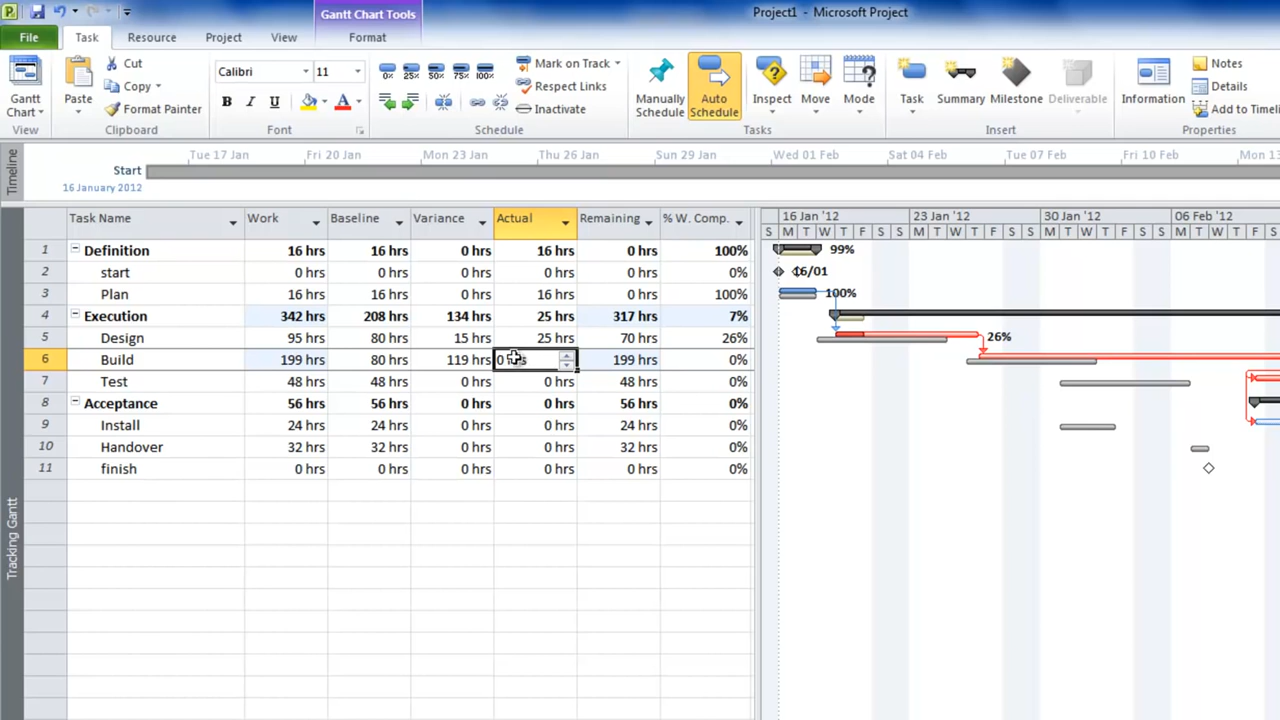 Gantt Chart Tools
Project1 - Microsoft Project
File Task Resource Project View Format
Gantt Chart
View
Paste
Cut
Copy
Format Painter
Clipboard
Calibri 11
B I U A
Font
0% 25% 50% 75% 100%
Mark on Track
Respect Links
Inactivate
Schedule
Manually Schedule
Auto Schedule
Inspect
Move
Mode
Tasks
Task
Summary
Milestone
Deliverable
Insert
Information
Notes
Details
Add to Timeli
Properties
Timeline
Tue 17 Jan Fri 20 Jan Mon 23 Jan Thu 26 Jan Sun 29 Jan Wed 01 Feb Sat 04 Feb Tue 07 Feb Fri 10 Feb Mon 13
Start
16 January 2012
Task Name Work Baseline Variance Actual Remaining % W. Comp.
16 Jan '12 23 Jan '12 30 Jan '12 06 Feb '12
S M T W T F S S M T W T F S S M T W T F S S M T W T F
1 Definition 16 hrs 16 hrs 0 hrs 16 hrs 0 hrs 100% 99%
2 start 0 hrs 0 hrs 0 hrs 0 hrs 0 hrs 0% 16/01
3 Plan 16 hrs 16 hrs 0 hrs 16 hrs 0 hrs 100% 100%
4 Execution 342 hrs 208 hrs 134 hrs 25 hrs 317 hrs 7%
5 Design 95 hrs 80 hrs 15 hrs 25 hrs 70 hrs 26% 26%
6 Build 199 hrs 80 hrs 119 hrs 0 hrs 199 hrs 0%
7 Test 48 hrs 48 hrs 0 hrs 0 hrs 48 hrs 0%
8 Acceptance 56 hrs 56 hrs 0 hrs 0 hrs 56 hrs 0%
9 Install 24 hrs 24 hrs 0 hrs 0 hrs 24 hrs 0%
10 Handover 32 hrs 32 hrs 0 hrs 0 hrs 32 hrs 0%
11 finish 0 hrs 0 hrs 0 hrs 0 hrs 0 hrs 0%
Tracking Gantt